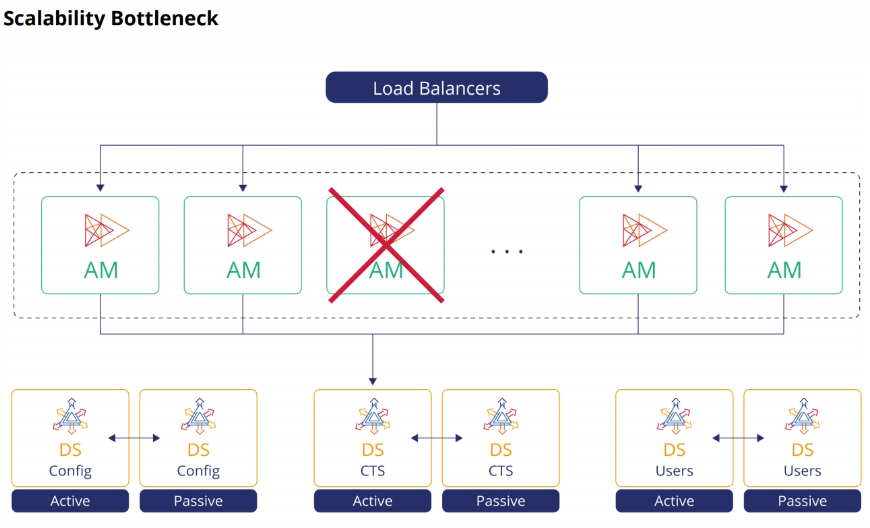 Scalability Bottleneck
Load Balancers
AM
AM
AM
...
AM
AM
DS
Config
Active
DS
Config
Passive
DS
CTS
Active
DS
CTS
Passive
DS
Users
Active
DS
Users
Passive